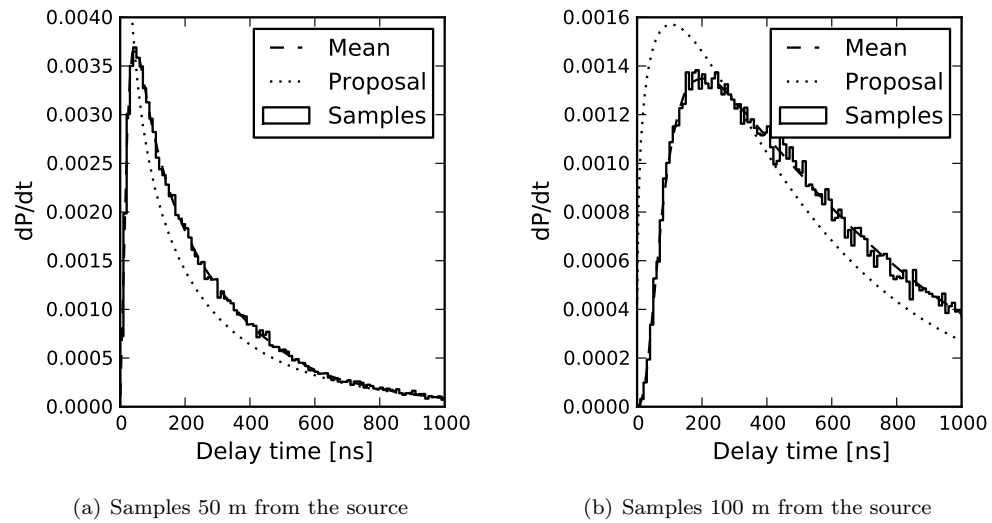 0.0040
0.0035
0.0030
0.0025
0.0020
0.0015
0.0010
0.0005
0.0000
dP/dt
Mean
Proposal
Samples
0 200 400 600 800 1000
Delay time [ns]
(a) Samples 50 m from the source
0.0016
0.0014
0.0012
0.0010
0.0008
0.0006
0.0004
0.0002
0.0000
dP/dt
Mean
Proposal
Samples
0 200 400 600 800 1000
Delay time [ns]
(b) Samples 100 m from the source